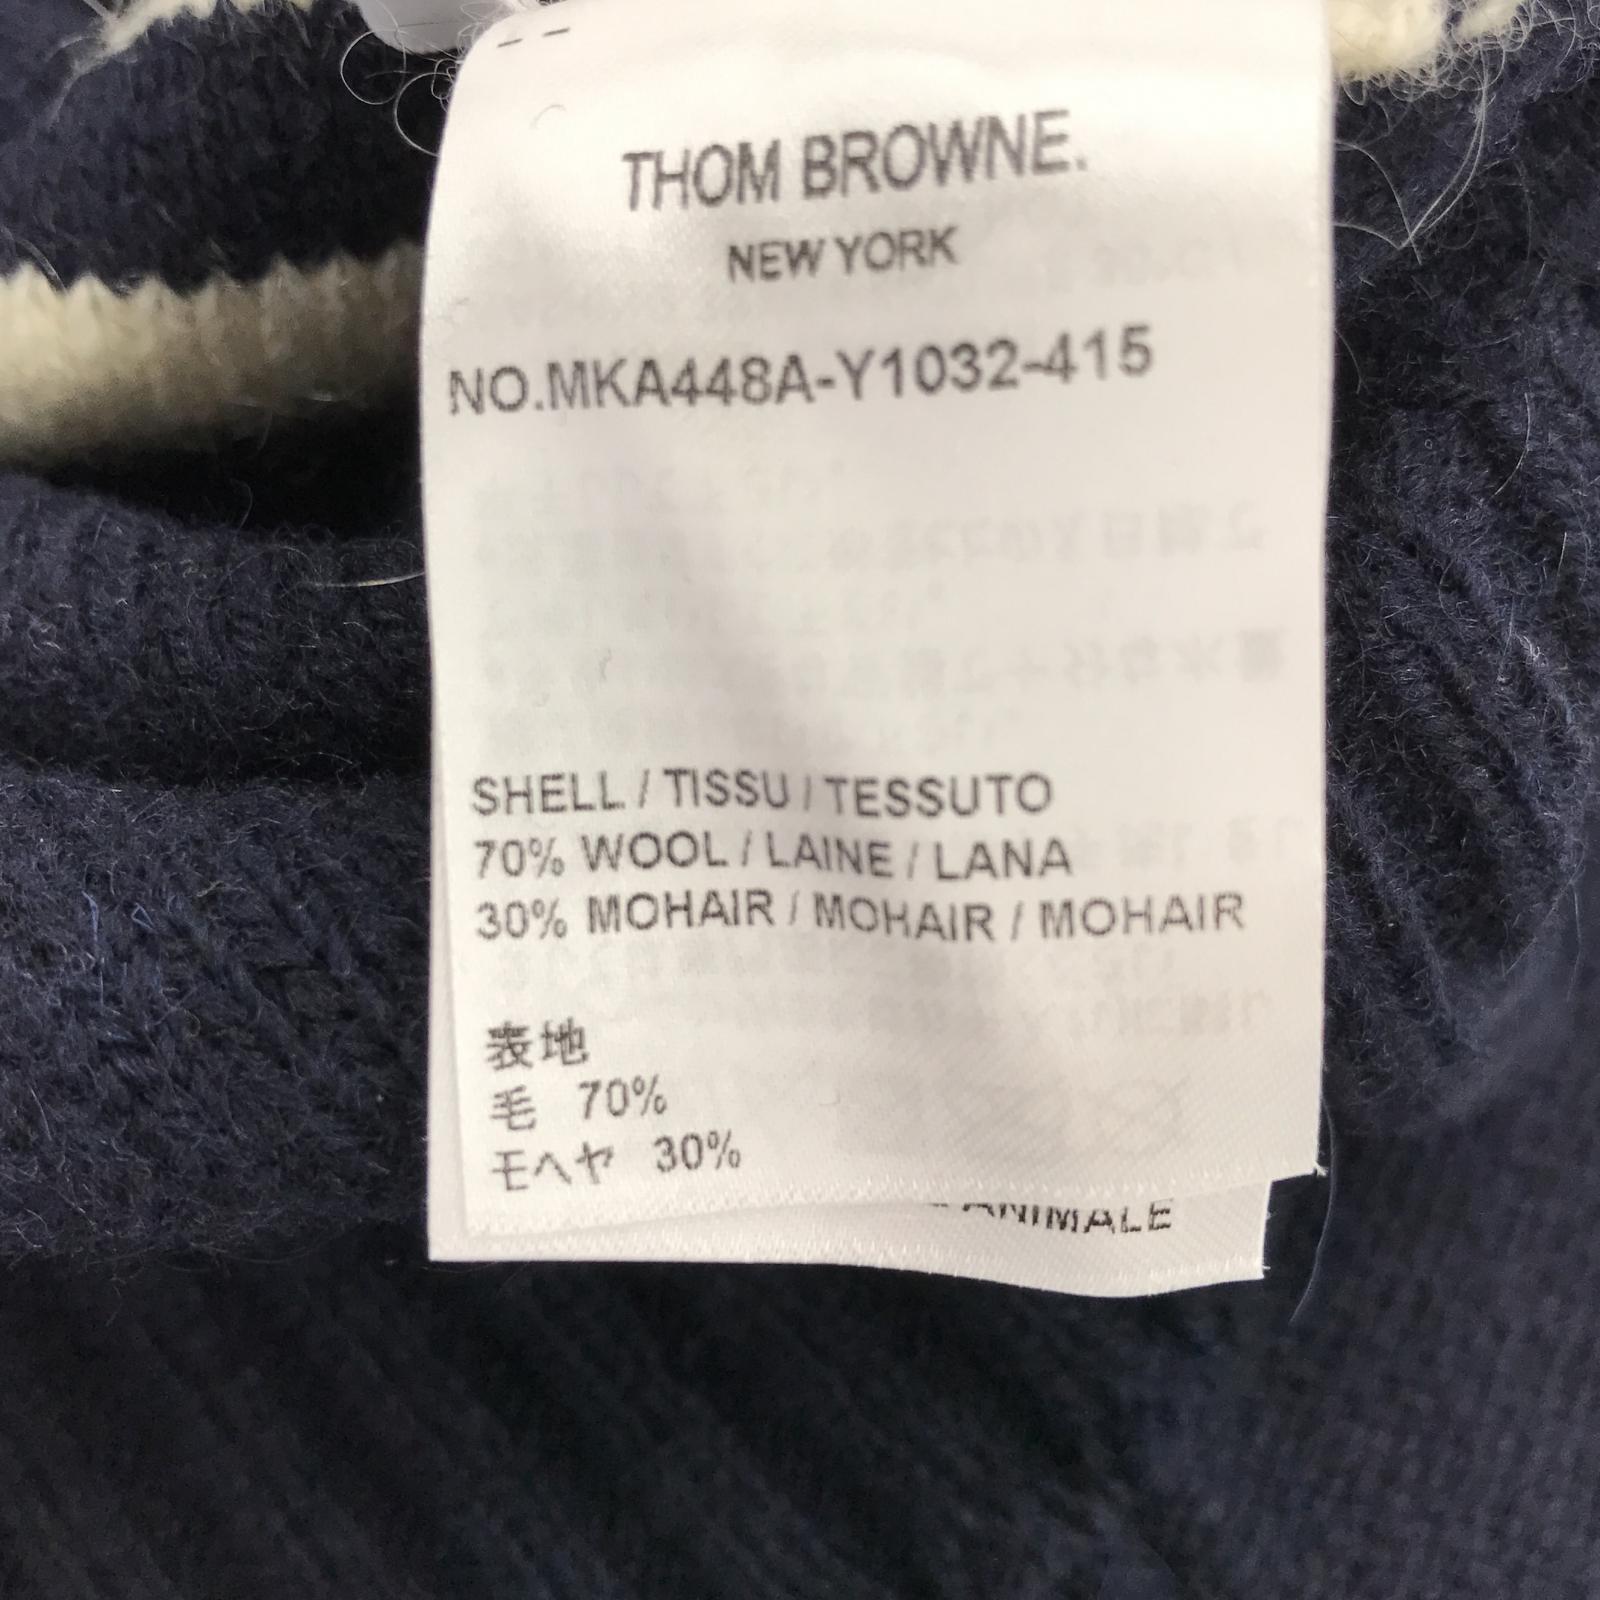 THOM BROWNE.
NEW YORK
NO.MKA448A-Y1032-415
SHELL / TISSU / TESSUTO
70% WOOL / LAINE / LANA
30% MOHAIR / MOHAIR / MOHAIR
表地
毛 70%
モヘヤ 30%
ANIMALE